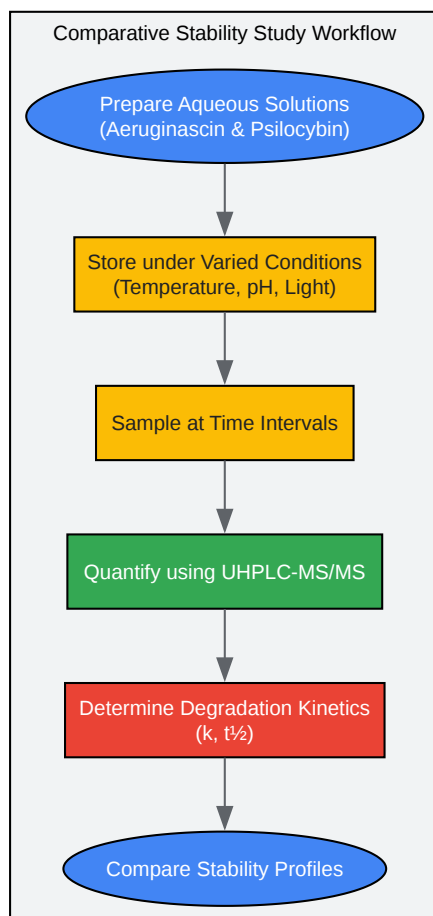 Comparative Stability Study Workflow
Prepare Aqueous Solutions
(Aeruginascin & Psilocybin)
Store under Varied Conditions
(Temperature, pH, Light)
Sample at Time Intervals
Quantify using UHPLC-MS/MS
Determine Degradation Kinetics
(k, t½)
Compare Stability Profiles